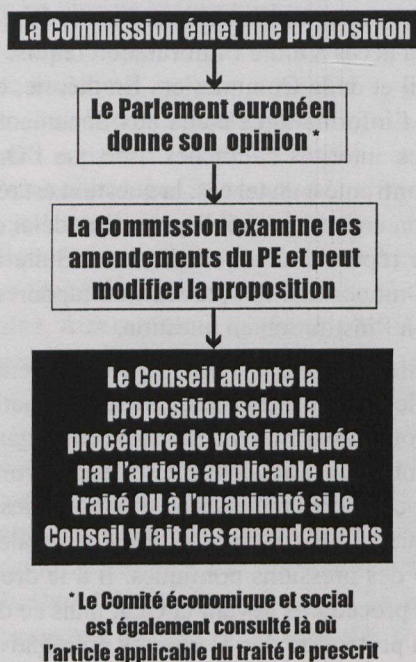 La Commission émet une proposition
Le Parlement européen
donne son opinion*
La Commission examine les
amendements du PE et peut
modifier la proposition
Le Conseil adopte la
proposition selon la
procédure de vote indiquée
par l'article applicable du
traité OU à l'unanimité si le
Conseil y fait des amendements
* Le Comité économique et social
est également consulté là où
l'article applicable du traité le prescrit